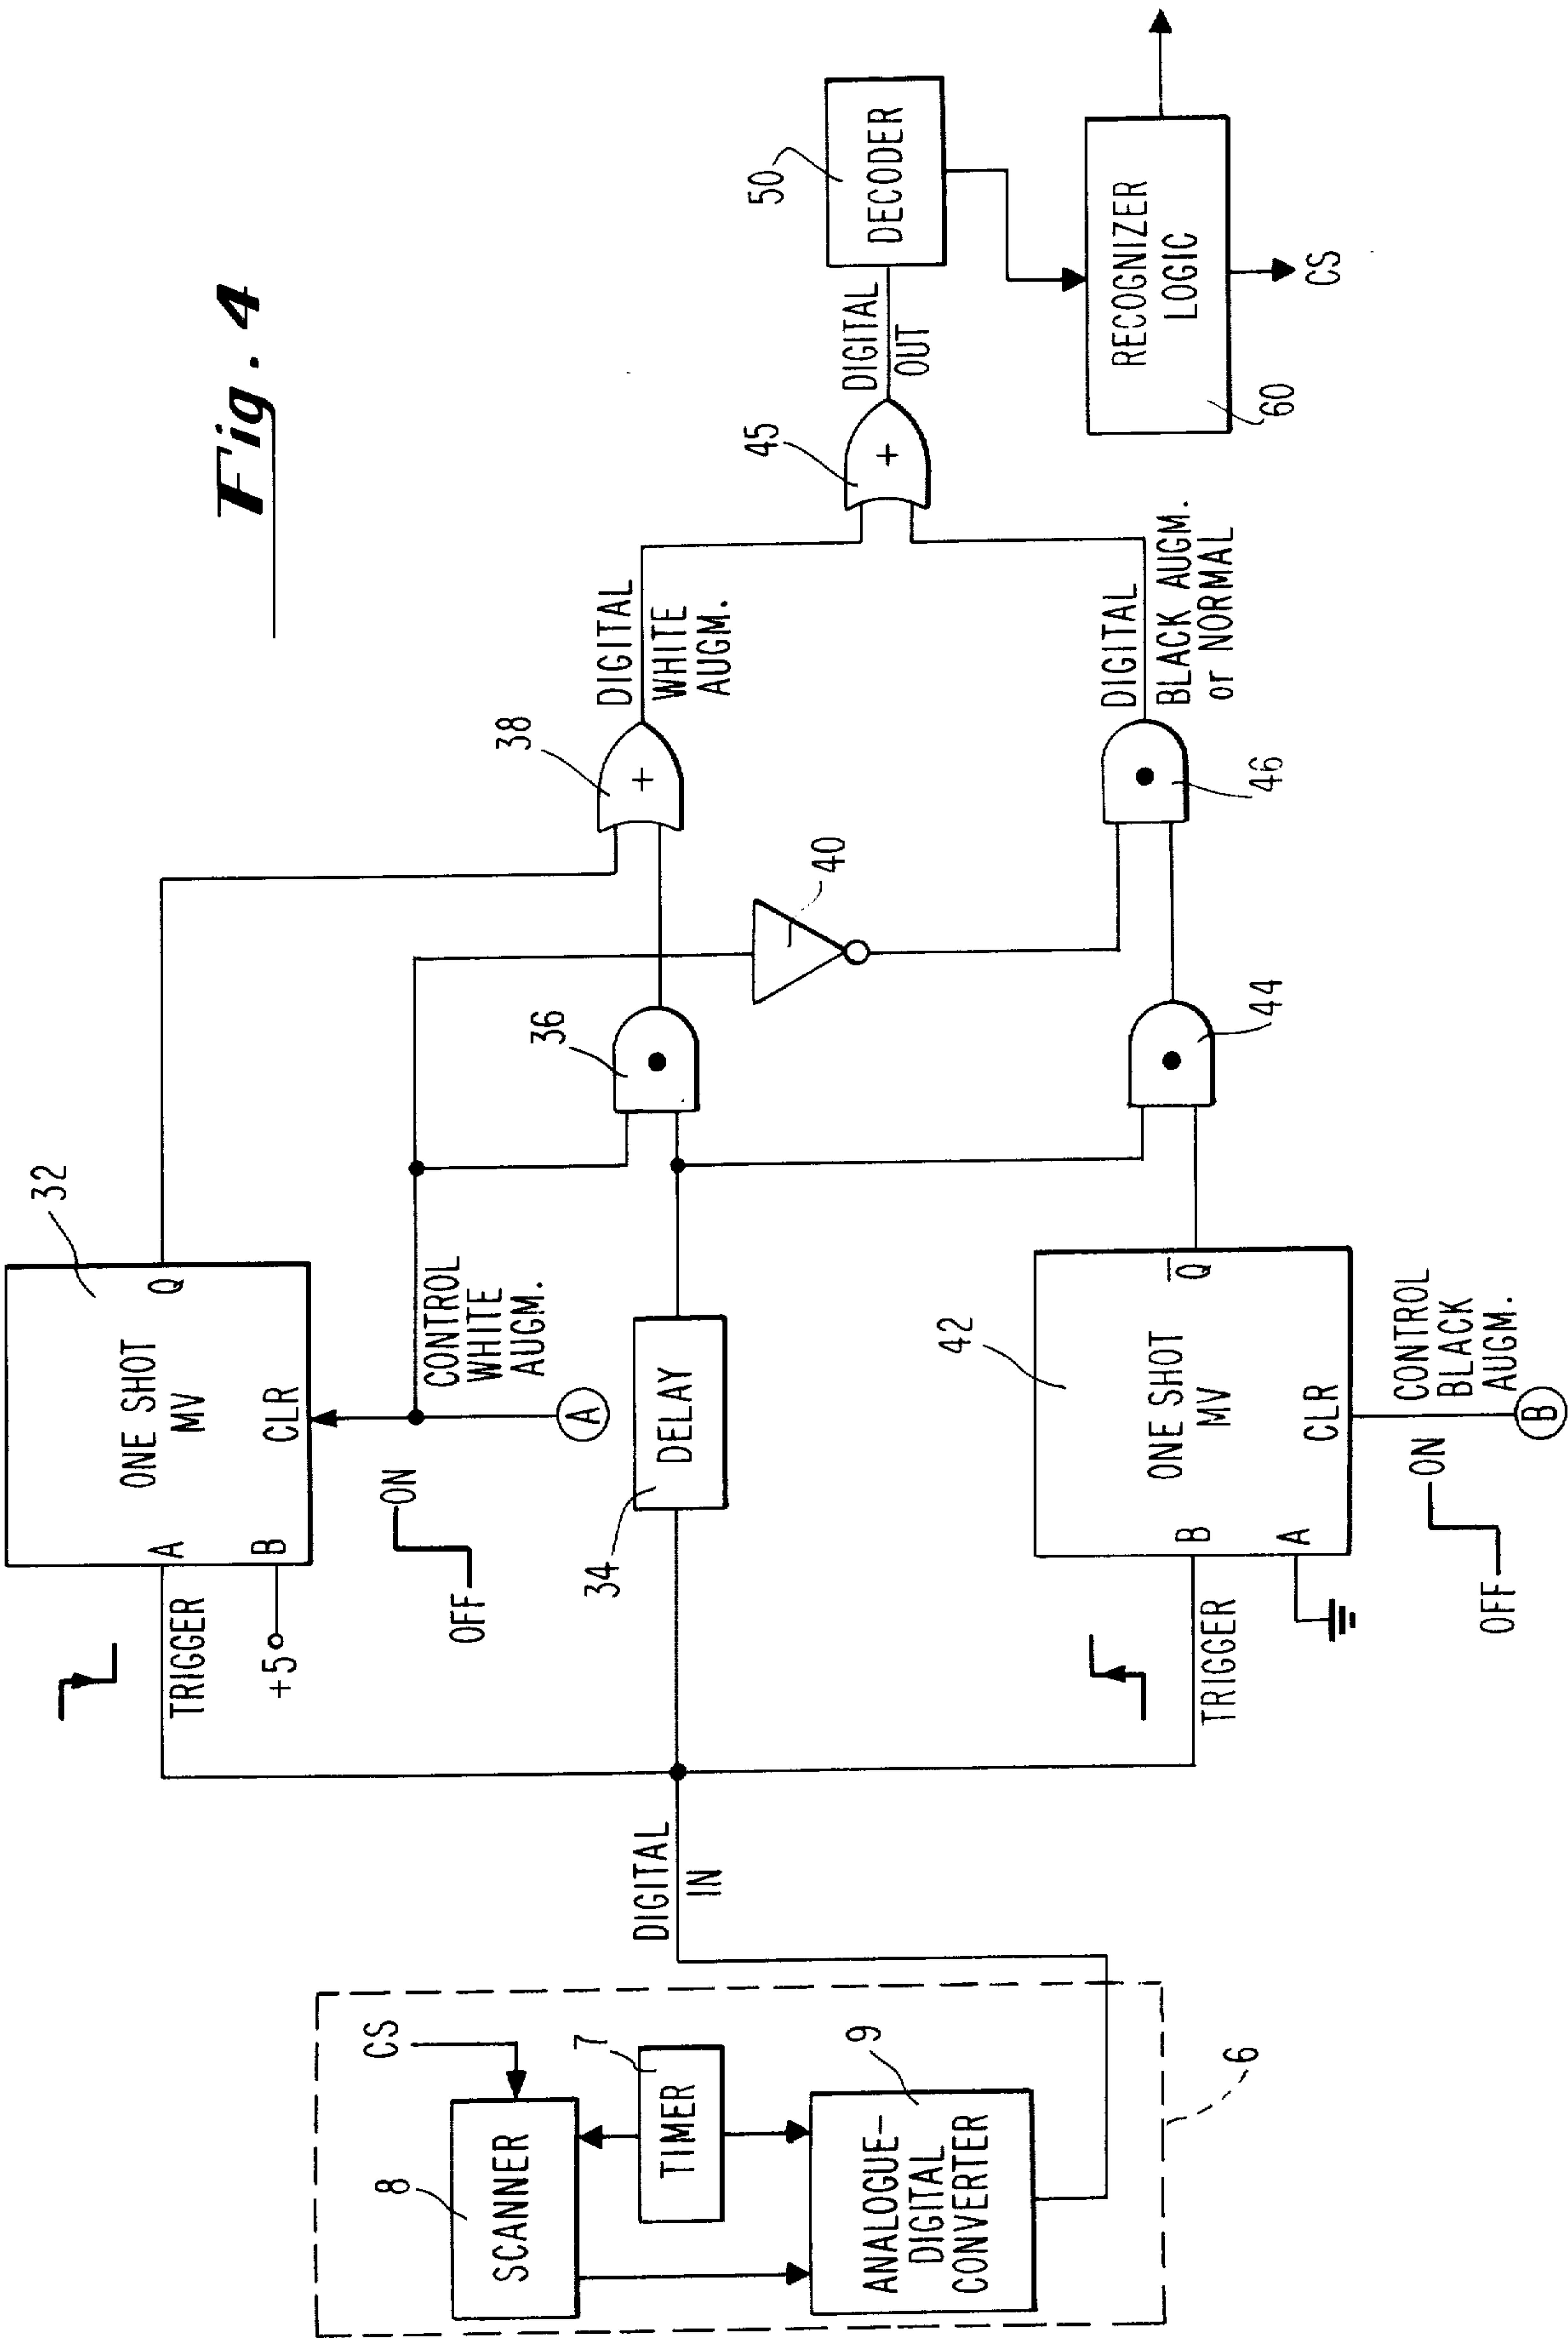 Fig. 4
CS
8
SCANNER
7
TIMER
9
ANALOGUE-
DIGITAL
CONVERTER
6
DIGITAL
IN
TRIGGER
+5
A
B
ONE SHOT
MV
CLR
Q
32
ON
OFF
CONTROL
WHITE
AUGM.
A
34
DELAY
TRIGGER
B
A
ONE SHOT
MV
CLR
Q̅
42
ON
OFF
CONTROL
BLACK
AUGM.
B
36
44
40
38
+
46
DIGITAL
WHITE
AUGM.
DIGITAL
BLACK AUGM.
or NORMAL
45
+
DIGITAL
OUT
50
DECODER
RECOGNIZER
LOGIC
60
CS